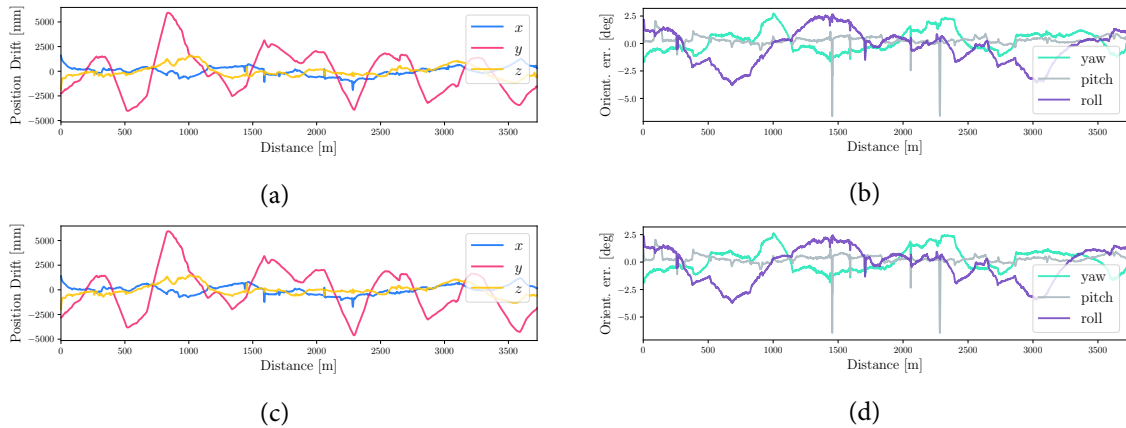 Position Drift [mm]
5000
2500
0
−2500
−5000
x
y
z
0 500 1000 1500 2000 2500 3000 3500
Distance [m]
(a)
Orient. err. [deg]
2.5
0.0
−2.5
−5.0
yaw
pitch
roll
0 500 1000 1500 2000 2500 3000 3500
Distance [m]
(b)
Position Drift [mm]
5000
2500
0
−2500
−5000
x
y
z
0 500 1000 1500 2000 2500 3000 3500
Distance [m]
(c)
Orient. err. [deg]
2.5
0.0
−2.5
−5.0
yaw
pitch
roll
0 500 1000 1500 2000 2500 3000 3500
Distance [m]
(d)